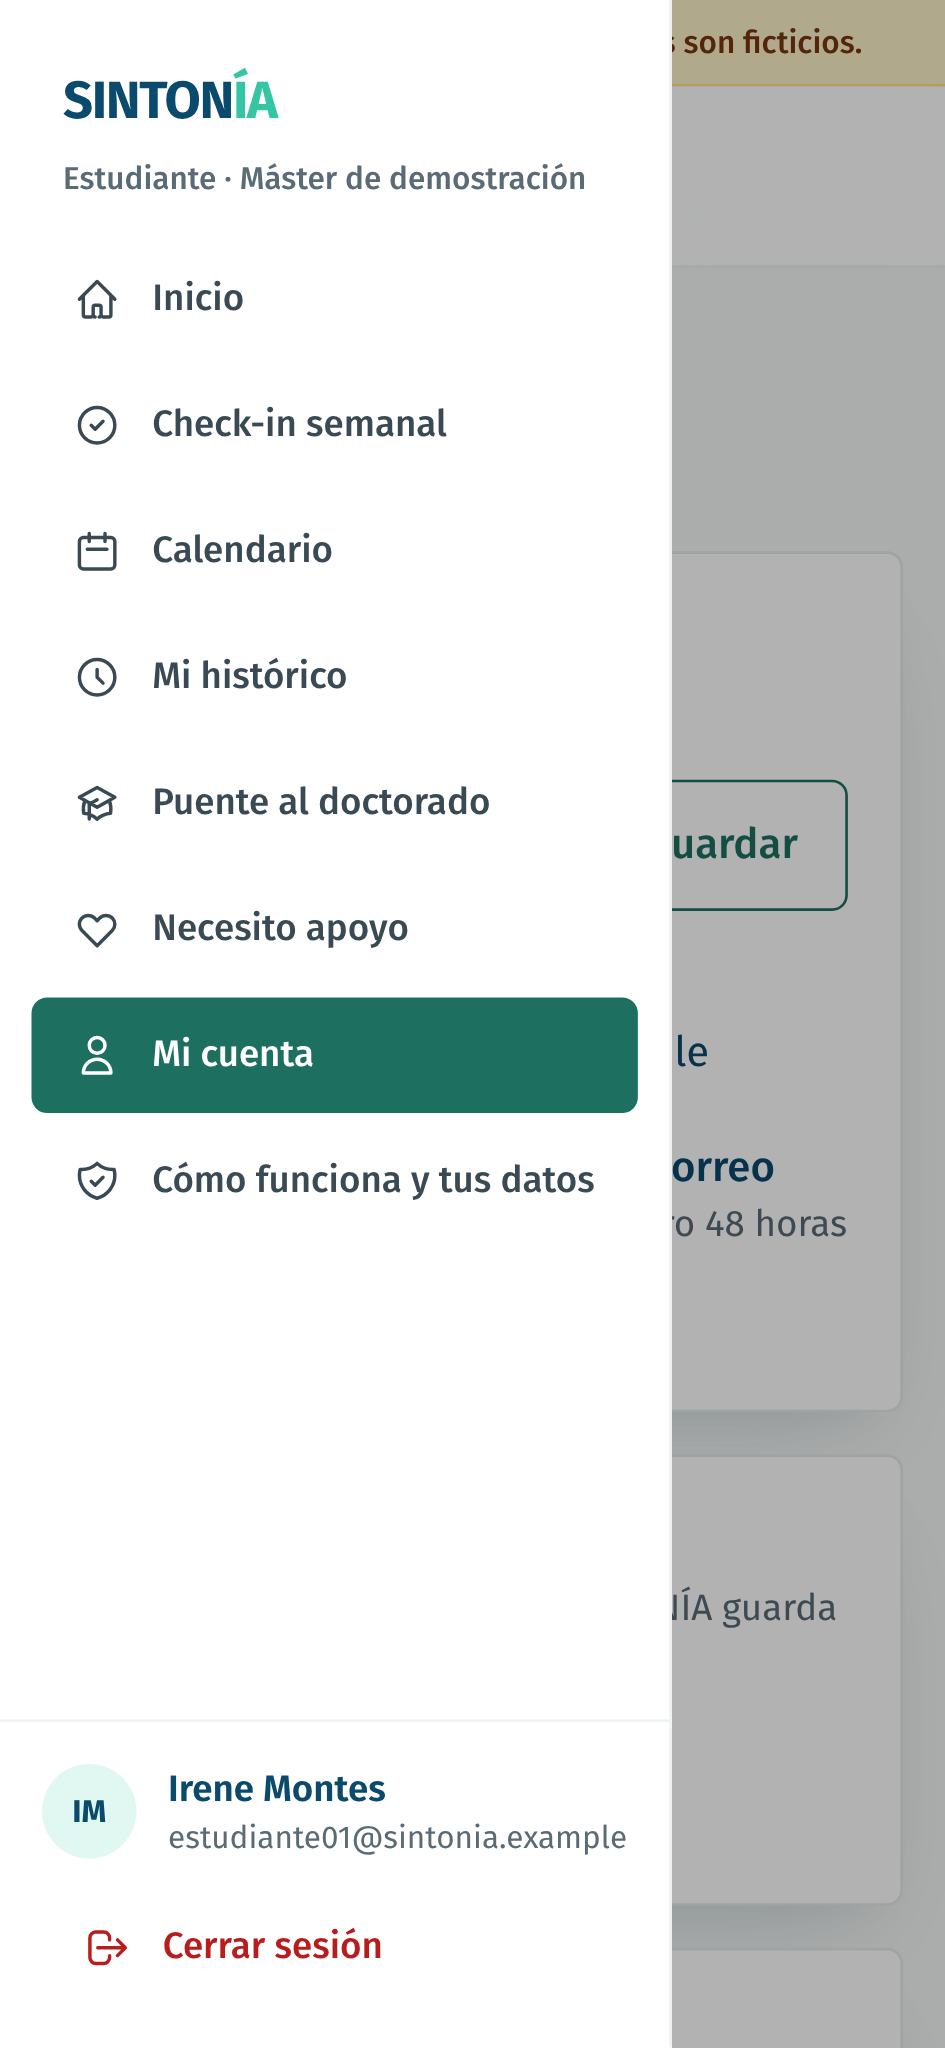 SINTONÍA
Estudiante · Máster de demostración
Inicio
Check-in semanal
Calendario
Mi histórico
Puente al doctorado
Necesito apoyo
Mi cuenta
Cómo funciona y tus datos
IM
Irene Montes
estudiante01@sintonia.example
Cerrar sesión
son ficticios.
uardar
le
orreo
48 horas
guarda